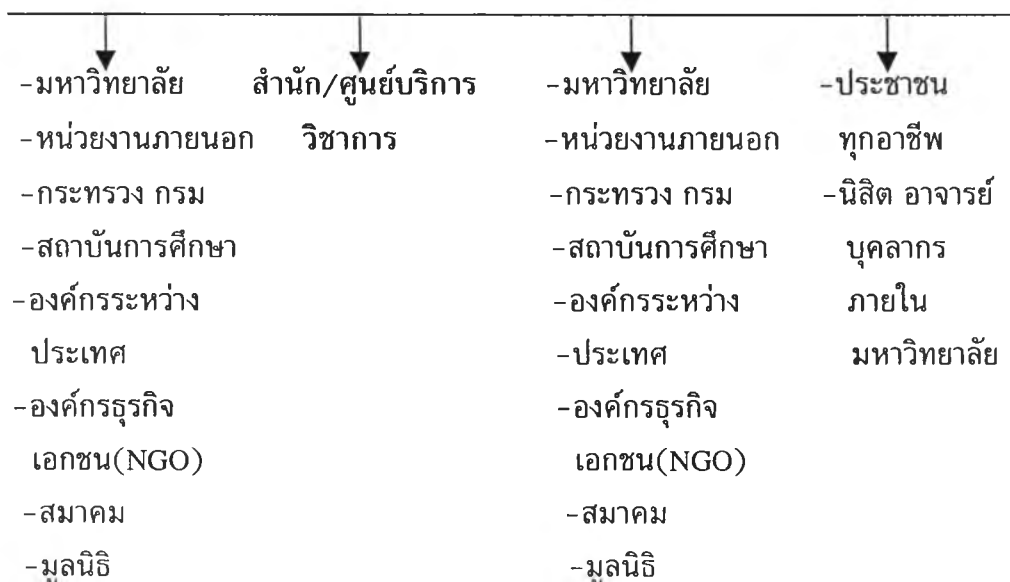 -มหาวิทยาลัย สำนัก/ศูนย์บริการ -มหาวิทยาลัย -ประชาชน
-หน่วยงานภายนอก วิชาการ -หน่วยงานภายนอก ทุกอาชีพ
-กระทรวง กรม -กระทรวง กรม -นิสิต อาจารย์
-สถาบันการศึกษา -สถาบันการศึกษา บุคลากร
-องค์กรระหว่าง -องค์กรระหว่าง ภายใน
ประเทศ -ประเทศ มหาวิทยาลัย
-องค์กรธุรกิจ -องค์กรธุรกิจ
เอกชน(NGO) เอกชน(NGO)
-สมาคม -สมาคม
-มูลนิธิ -มูลนิธิ